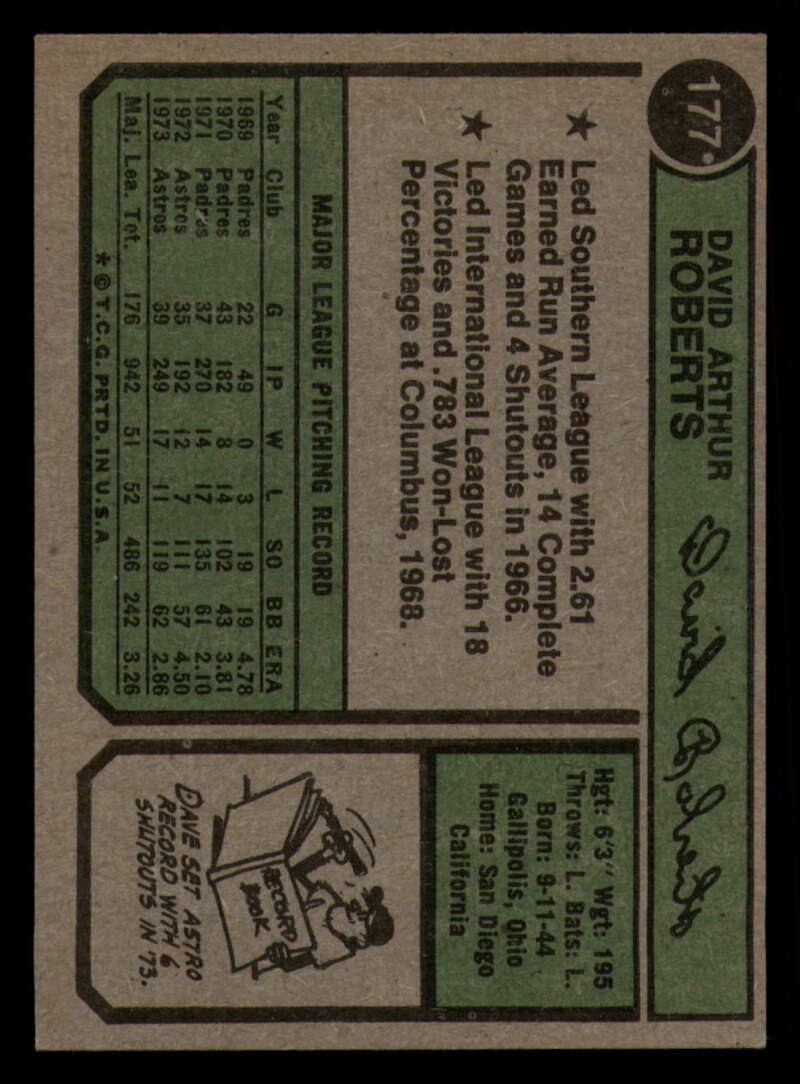 177
DAVID ARTHUR
ROBERTS
David Roberts
★ Led Southern League with 2.61
Earned Run Average, 14 Complete
Games and 4 Shutouts in 1966.
★ Led International League with 18
Victories and .783 Won-Lost
Percentage at Columbus, 1968.
Hgt: 6'3" Wgt: 195
Throws: L. Bats: L.
Born: 9-11-44
Gallipolis, Ohio
Home: San Diego
California
MAJOR LEAGUE PITCHING RECORD
Year Club G IP W L SO BB ERA
1969 Padres 22 49 0 3 19 19 4.78
1970 Padres 43 182 8 14 102 43 3.81
1971 Padres 37 270 14 17 135 61 2.10
1972 Astros 35 192 12 7 111 57 4.50
1973 Astros 39 249 17 11 119 62 2.86
Maj. Lea. Tot. 176 942 51 52 486 242 3.26
* © T.C.G. PRTD. IN U.S.A.
RECORD
BOOK
DAVE SET ASTRO
RECORD WITH 6
SHUTOUTS IN '73.